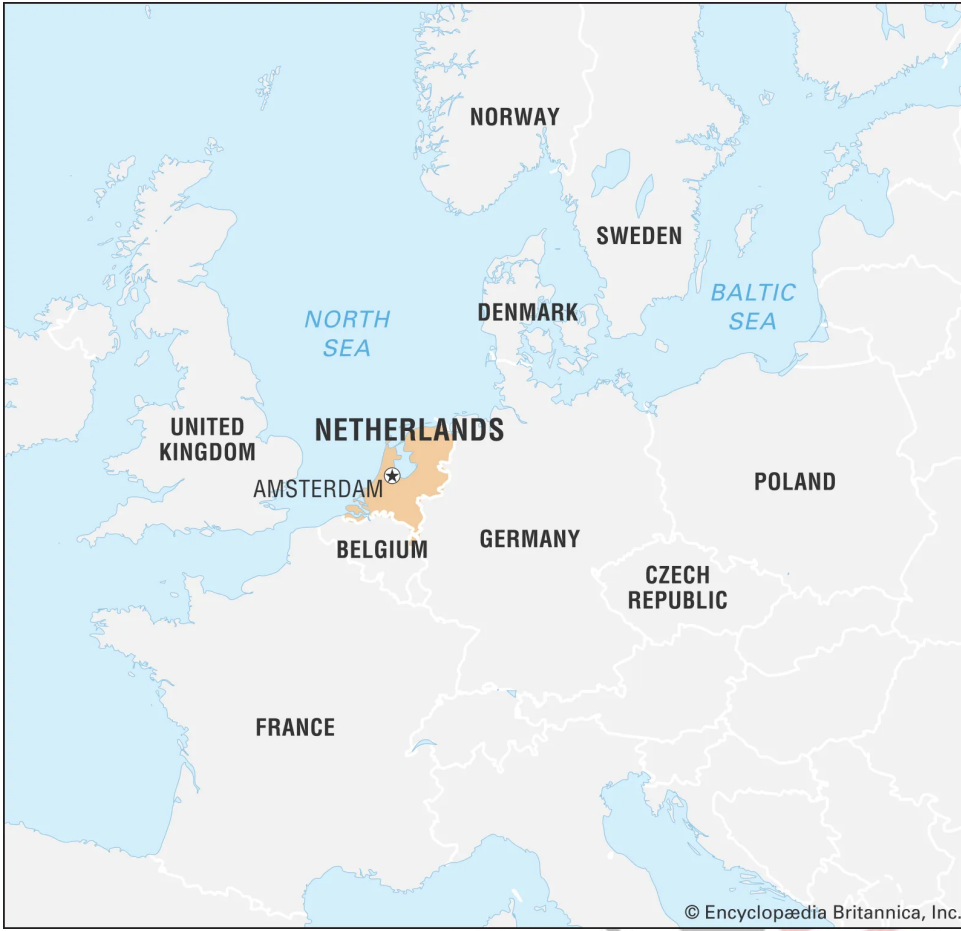 NORWAY
SWEDEN
BALTIC
SEA
DENMARK
NORTH
SEA
UNITED
KINGDOM
NETHERLANDS
AMSTERDAM
POLAND
BELGIUM
GERMANY
CZECH
REPUBLIC
FRANCE
© Encyclopædia Britannica, Inc.